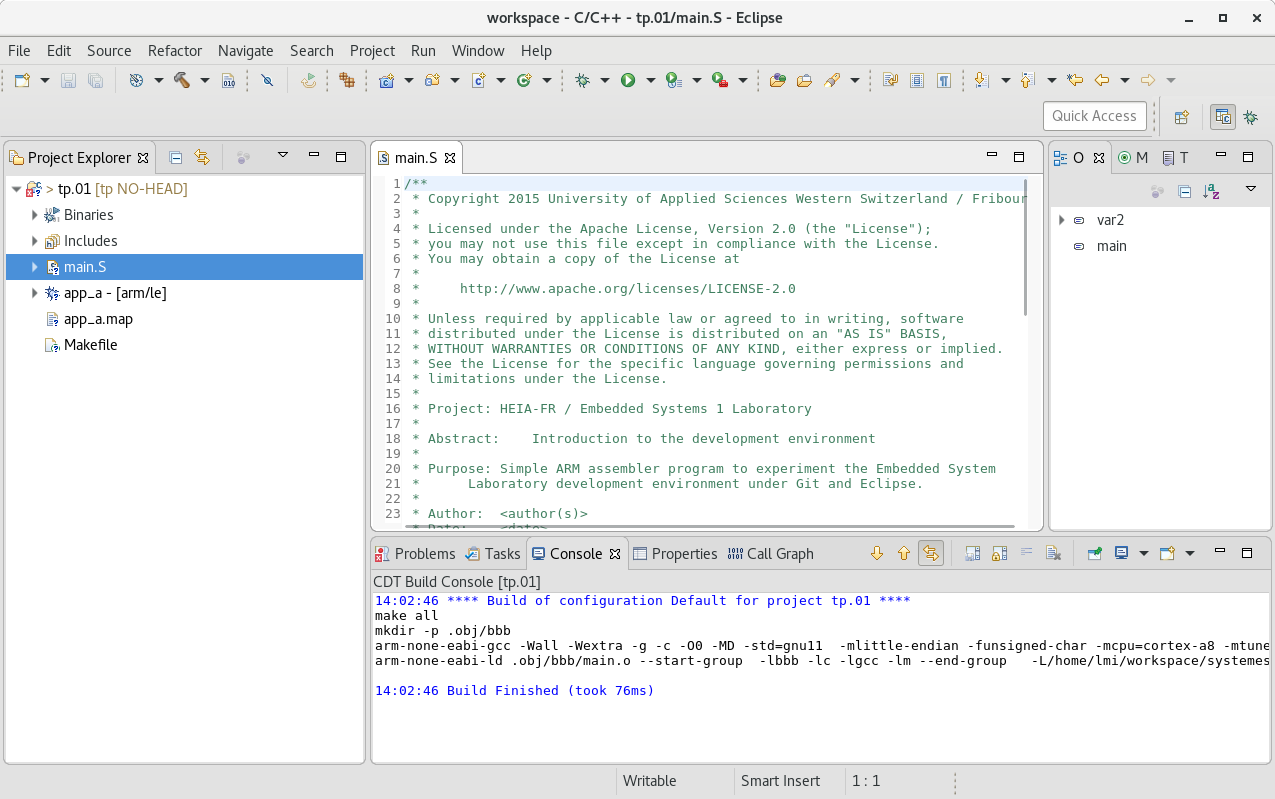 workspace - C/C++ - tp.01/main.S - Eclipse
File Edit Source Refactor Navigate Search Project Run Window Help
Quick Access
Project Explorer
> tp.01 [tp NO-HEAD]
Binaries
Includes
main.S
app_a - [arm/le]
app_a.map
Makefile
main.S
1 /**
2 * Copyright 2015 University of Applied Sciences Western Switzerland / Fribour
3 *
4 * Licensed under the Apache License, Version 2.0 (the "License");
5 * you may not use this file except in compliance with the License.
6 * You may obtain a copy of the License at
7 *
8 *     http://www.apache.org/licenses/LICENSE-2.0
9 *
10 * Unless required by applicable law or agreed to in writing, software
11 * distributed under the License is distributed on an "AS IS" BASIS,
12 * WITHOUT WARRANTIES OR CONDITIONS OF ANY KIND, either express or implied.
13 * See the License for the specific language governing permissions and
14 * limitations under the License.
15 *
16 * Project: HEIA-FR / Embedded Systems 1 Laboratory
17 *
18 * Abstract:    Introduction to the development environment
19 *
20 * Purpose: Simple ARM assembler program to experiment the Embedded System
21 *      Laboratory development environment under Git and Eclipse.
22 *
23 * Author:  <author(s)>
* Date:    <date>
O M T
var2
main
Problems Tasks Console Properties Call Graph
CDT Build Console [tp.01]
14:02:46 **** Build of configuration Default for project tp.01 ****
make all
mkdir -p .obj/bbb
arm-none-eabi-gcc -Wall -Wextra -g -c -O0 -MD -std=gnu11  -mlittle-endian -funsigned-char -mcpu=cortex-a8 -mtune
arm-none-eabi-ld .obj/bbb/main.o --start-group  -lbbb -lc -lgcc -lm --end-group   -L/home/lmi/workspace/systemes
14:02:46 Build Finished (took 76ms)
Writable Smart Insert 1 : 1